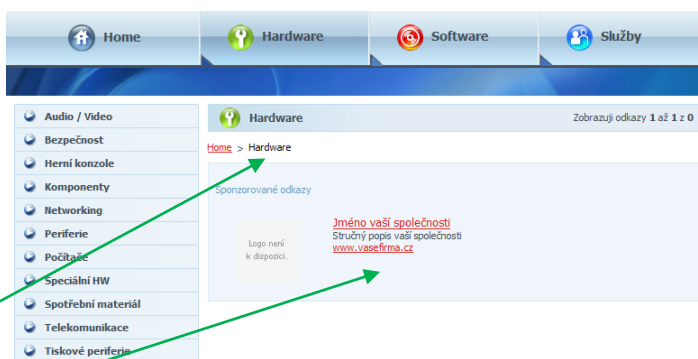 Home
Hardware
Software
Služby
Audio / Video
Bezpečnost
Herní konzole
Komponenty
Networking
Periferie
Počítače
Speciální HW
Spotřební materiál
Telekomunikace
Tiskové periferie
Hardware
Zobrazuji odkazy 1 až 1 z 0
Home > Hardware
Sponzorované odkazy
Logo není
k dispozici.
Jméno vaší společnosti
Stručný popis vaší společnosti
www.vasefirma.cz